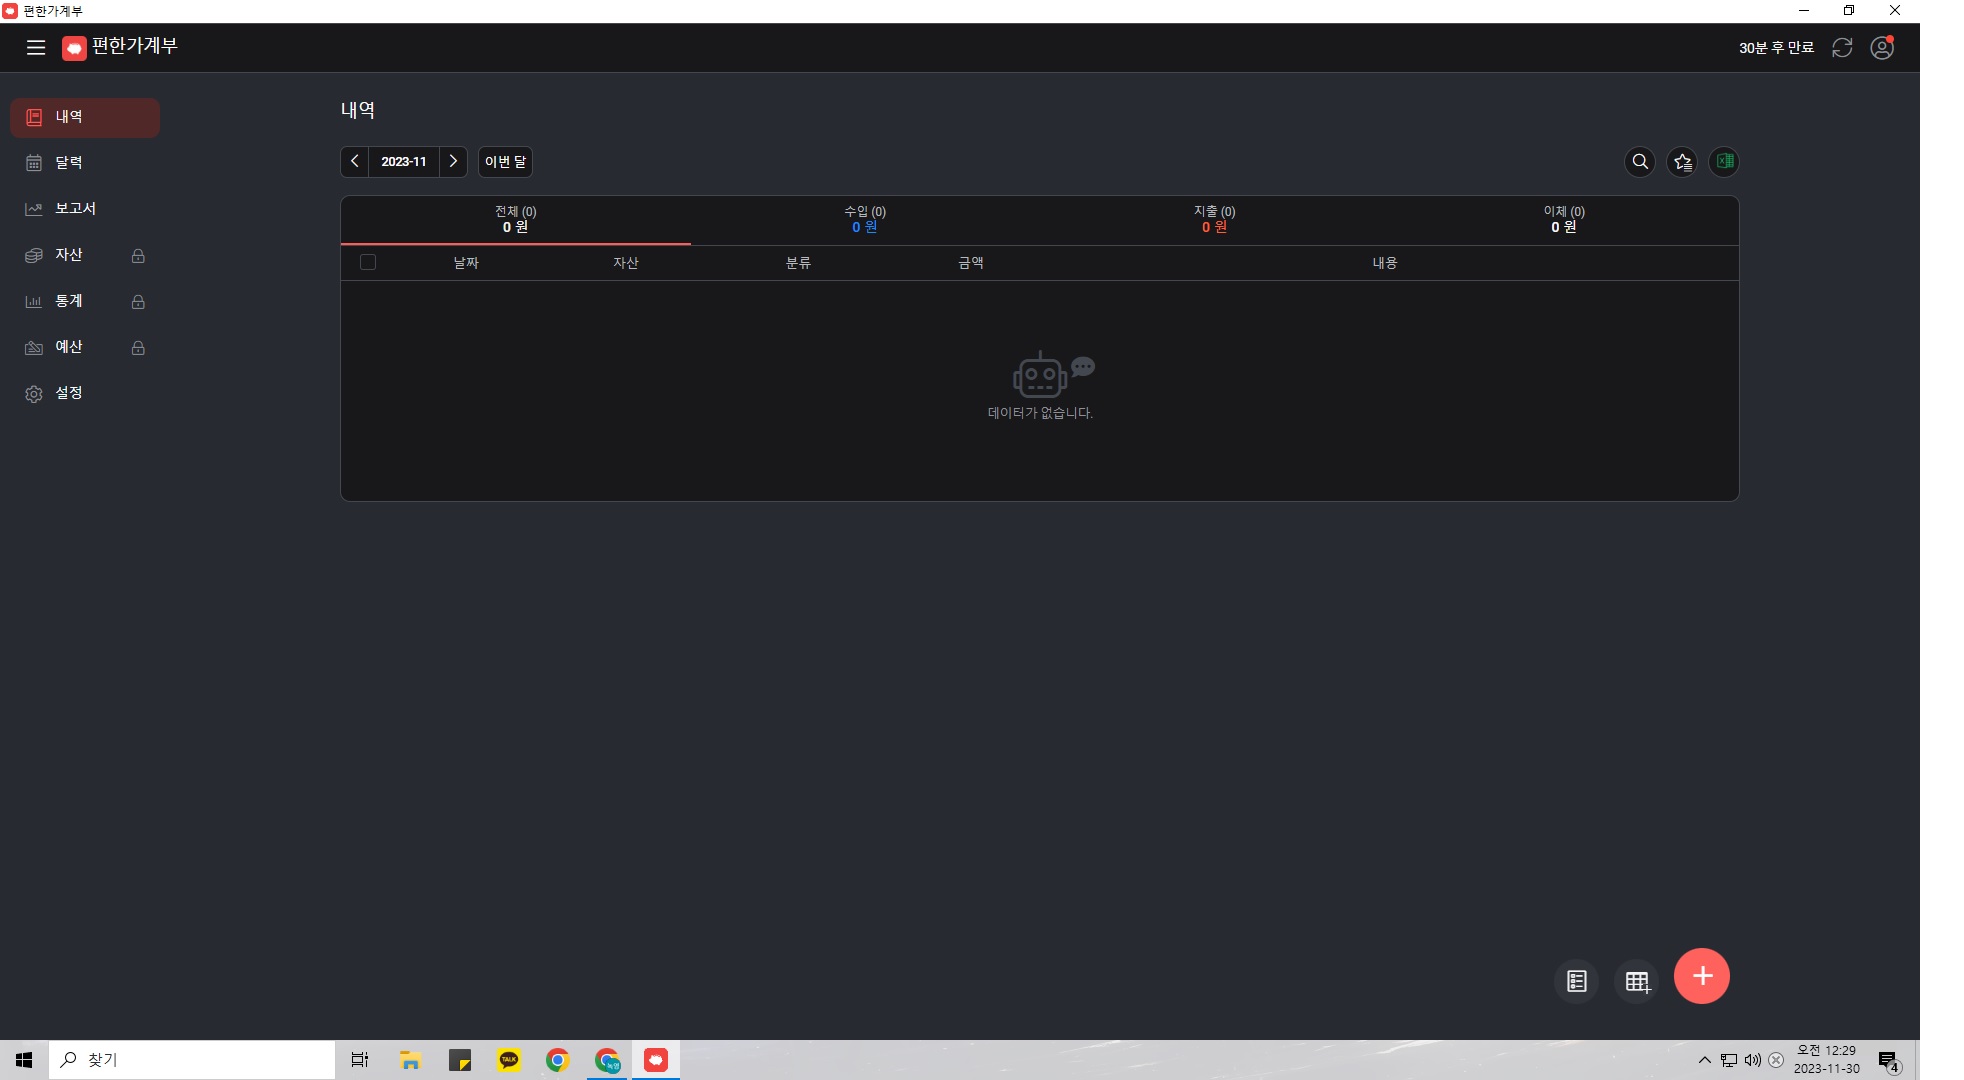 편한가계부
편한가계부
30분 후 만료
내역
달력
보고서
자산
통계
예산
설정
내역
2023-11
이번 달
전체 (0)
0 원
수입 (0)
0 원
지출 (0)
0 원
이체 (0)
0 원
날짜 자산 분류 금액 내용
데이터가 없습니다.
찾기
TALK
녹영
오전 12:29
2023-11-30
4